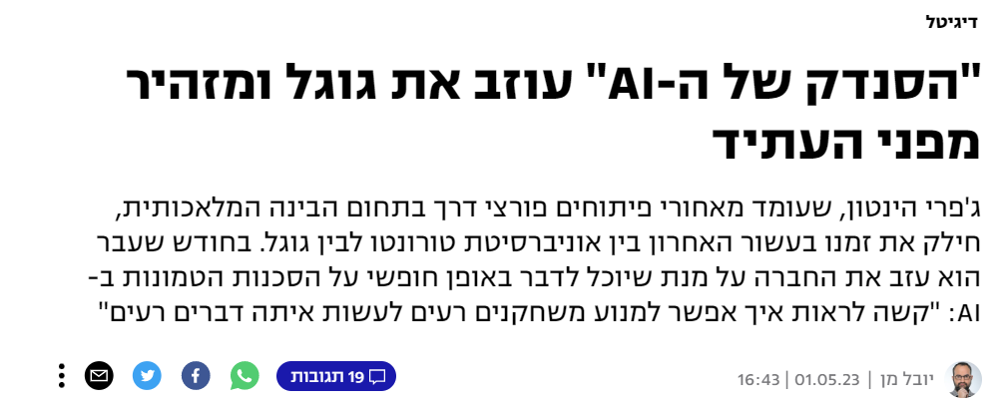 דיגיטל
"הסנדק של ה-AI" עוזב את גוגל ומזהיר
מפני העתיד
ג'פרי הינטון, שעומד מאחורי פיתוחים פורצי דרך בתחום הבינה המלאכותית,
חילק את זמנו בעשור האחרון בין אוניברסיטת טורונטו לבין גוגל. בחודש שעבר
הוא עזב את החברה על מנת שיוכל לדבר באופן חופשי על הסכנות הטמונות ב-
AI: "קשה לראות איך אפשר למנוע משחקנים רעים לעשות איתה דברים רעים"
יובל מן | 01.05.23 | 16:43
19 תגובות